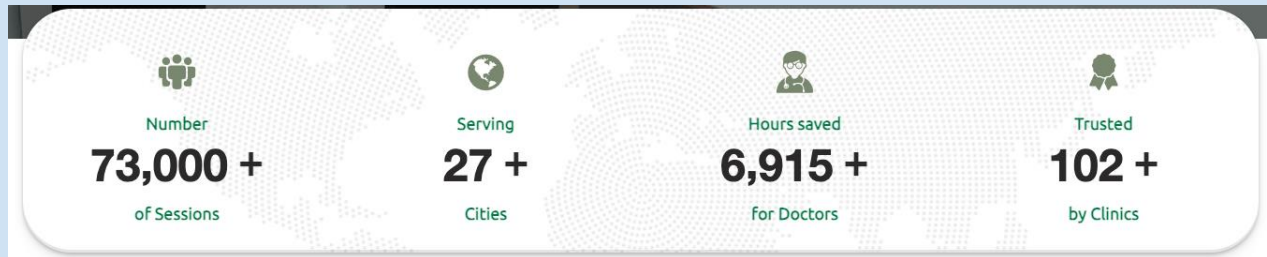 Number
73,000 +
of Sessions
Serving
27 +
Cities
Hours saved
6,915 +
for Doctors
Trusted
102 +
by Clinics